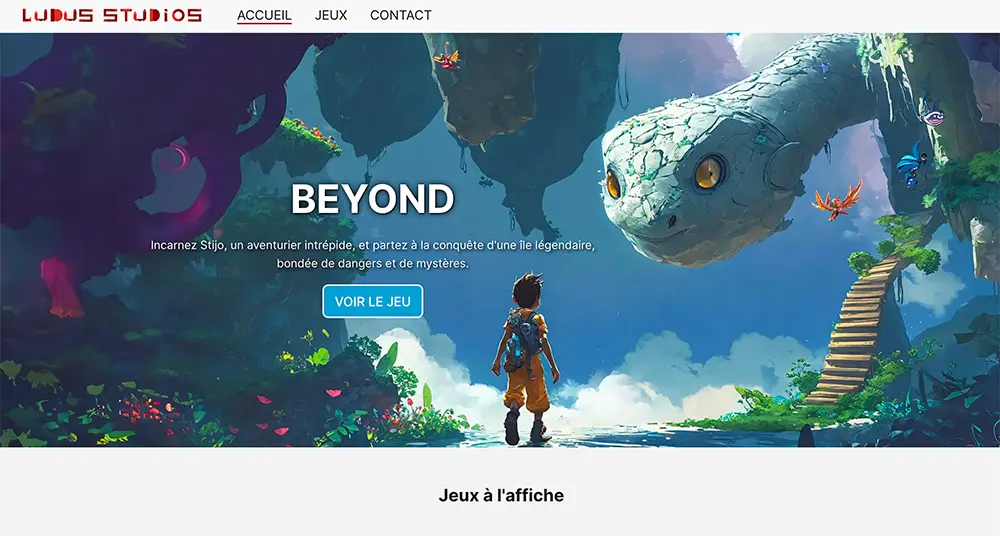 LUDUS STUDIOS
ACCUEIL JEUX CONTACT
BEYOND
Incarnez Stijo, un aventurier intrépide, et partez à la conquête d'une île légendaire,
bondée de dangers et de mystères.
VOIR LE JEU
Jeux à l'affiche